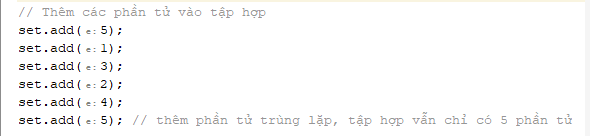 // Thêm các phần tử vào tập hợp
set.add( e: 5);
set.add( e: 1);
set.add( e: 3);
set.add( e: 2);
set.add( e: 4);
set.add( e: 5); // thêm phần tử trùng lặp, tập hợp vẫn chỉ có 5 phần tử